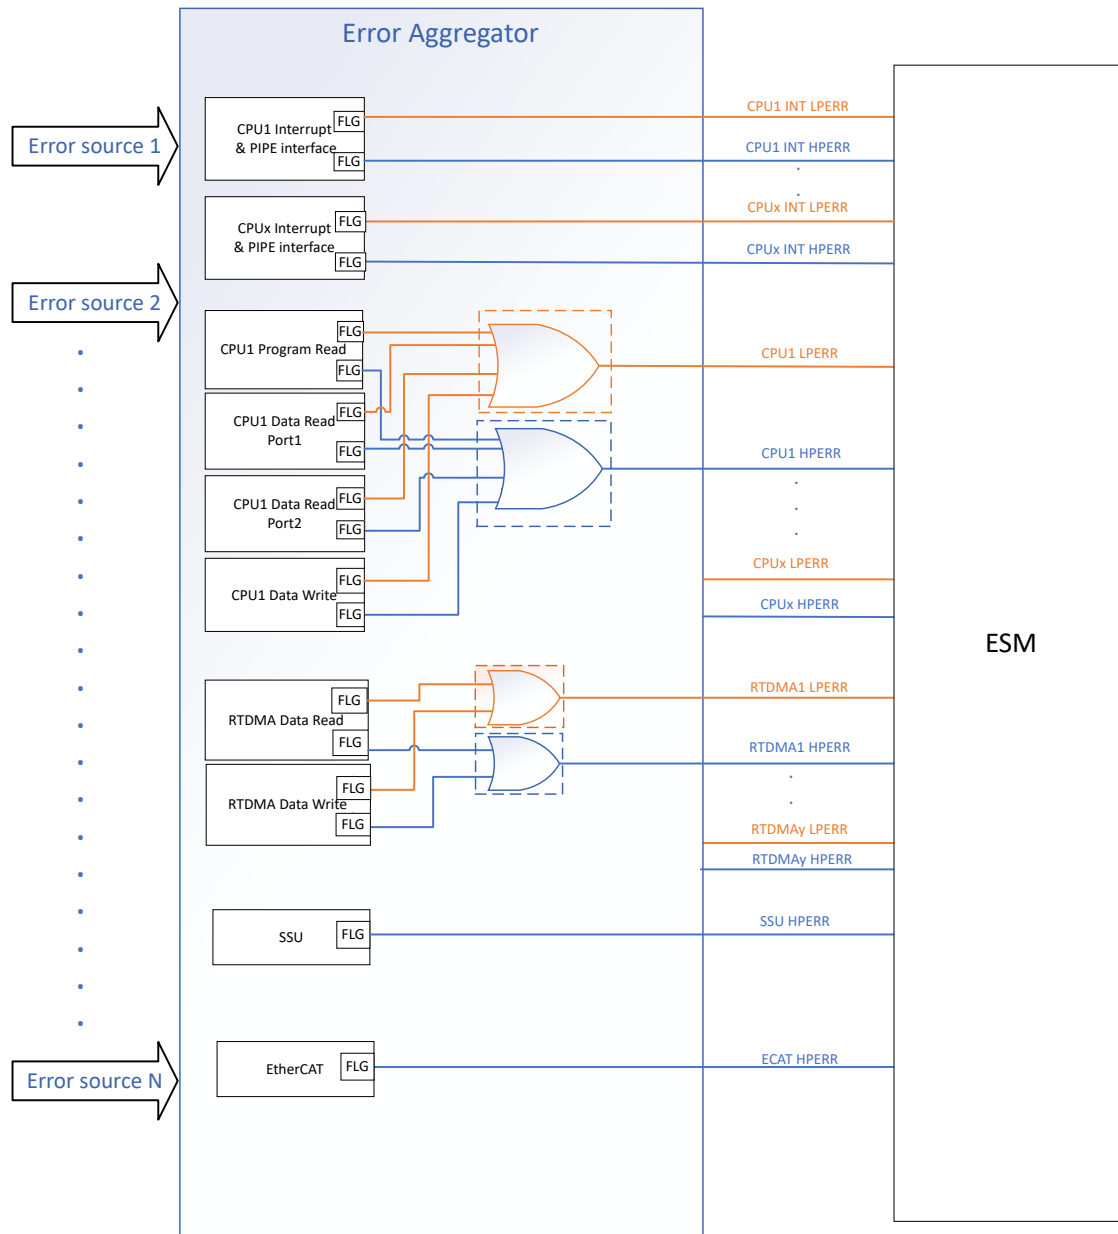 Error Aggregator
Error source 1
CPU1 Interrupt
& PIPE interface
FLG
FLG
CPU1 INT LPERR
CPU1 INT HPERR
CPUx Interrupt
& PIPE interface
FLG
FLG
CPUx INT LPERR
CPUx INT HPERR
Error source 2
CPU1 Program Read
FLG
FLG
CPU1 LPERR
CPU1 Data Read
Port1
FLG
FLG
CPU1 HPERR
CPU1 Data Read
Port2
FLG
FLG
CPU1 Data Write
FLG
FLG
CPUx LPERR
CPUx HPERR
ESM
RTDMA Data Read
FLG
FLG
RTDMA1 LPERR
RTDMA1 HPERR
RTDMA Data Write
FLG
FLG
RTDMAy LPERR
RTDMAy HPERR
SSU
FLG
SSU HPERR
Error source N
EtherCAT
FLG
ECAT HPERR